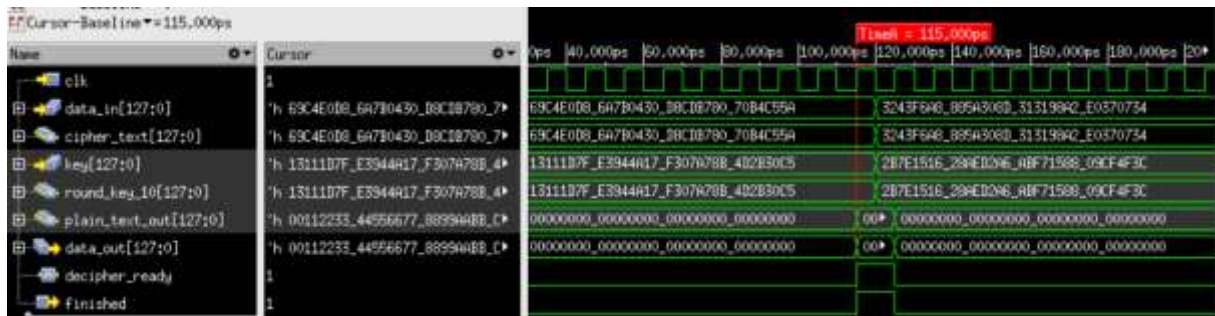 Cursor-Baseline▼=115,000ps
TimeA = 115,000ps
Name Cursor 0ps |40,000ps |60,000ps |80,000ps |100,000ps |120,000ps |140,000ps |160,000ps |180,000ps |20
clk 1
data_in[127:0] 'h 69C4E0D8_6A7B0430_D8CDB780_7 69C4E0D8_6A7B0430_D8CDB780_70B4C55A 3243F6A8_885A308D_313198A2_E0370734
cipher_text[127:0] 'h 69C4E0D8_6A7B0430_D8CDB780_7 69C4E0D8_6A7B0430_D8CDB780_70B4C55A 3243F6A8_885A308D_313198A2_E0370734
key[127:0] 'h 13111D7F_E3944A17_F307A78B_4 13111D7F_E3944A17_F307A78B_4D2B30C5 2B7E1516_28AED2A6_ABF71588_09CF4F3C
round_key_10[127:0] 'h 13111D7F_E3944A17_F307A78B_4 13111D7F_E3944A17_F307A78B_4D2B30C5 2B7E1516_28AED2A6_ABF71588_09CF4F3C
plain_text_out[127:0] 'h 00112233_44556677_8899AABB_C 00000000_00000000_00000000_00000000 00 00000000_00000000_00000000_00000000
data_out[127:0] 'h 00112233_44556677_8899AABB_C 00000000_00000000_00000000_00000000 00 00000000_00000000_00000000_00000000
decipher_ready 1
finished 1